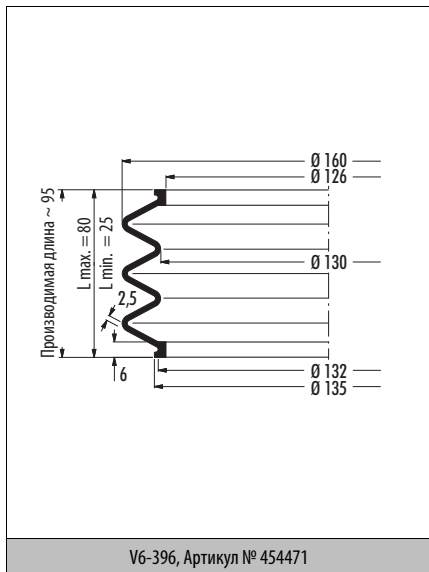 Ø 160
Ø 126
Производимая длина ~ 95
L max. = 80
L min. = 25
Ø 130
2,5
6
Ø 132
Ø 135
V6-396, Артикул № 454471